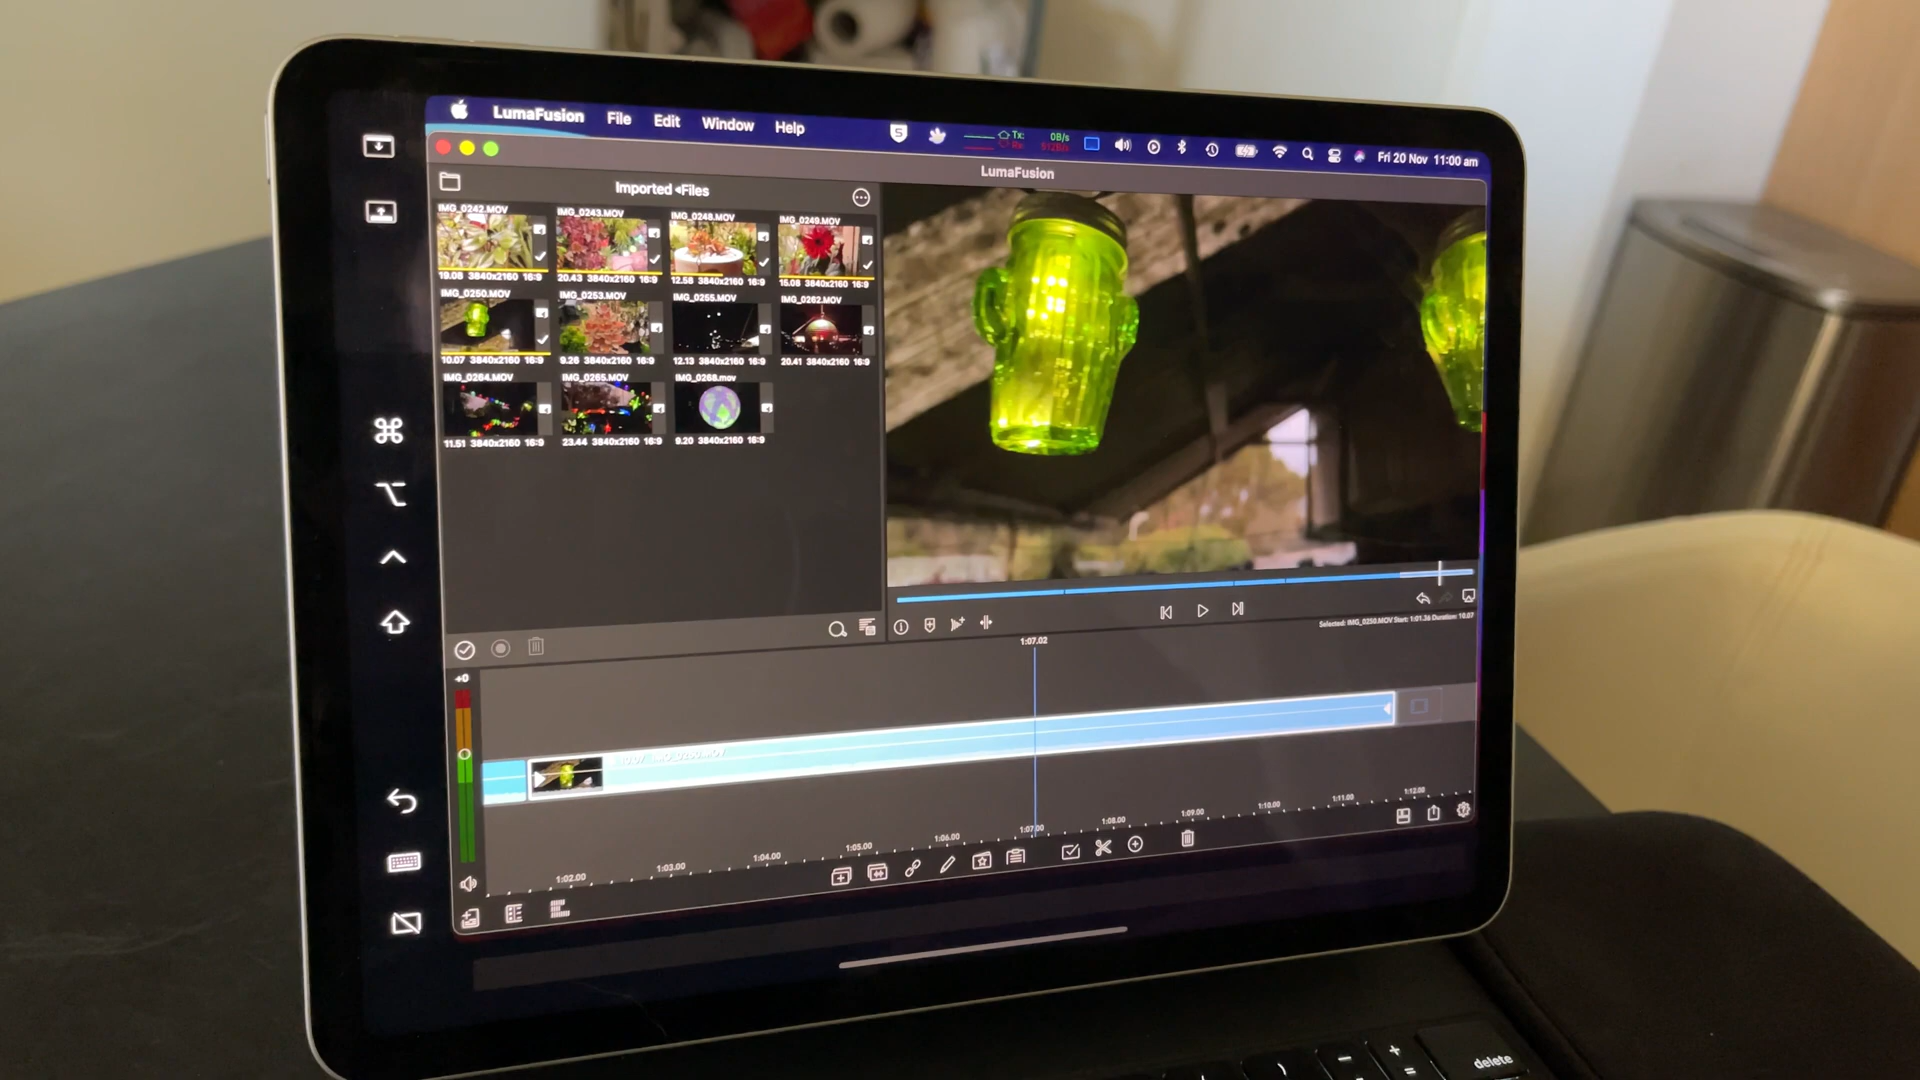 LumaFusion File Edit Window Help
Tx: 0B/s
Rx: 512B/s
Fri 20 Nov 11:00 am
LumaFusion
Imported Files
IMG_0242.MOV IMG_0243.MOV IMG_0248.MOV IMG_0249.MOV
19.08 3840x2160 16:9 20.43 3840x2160 16:9 12.58 3840x2160 16:9 15.08 3840x2160 16:9
IMG_0250.MOV IMG_0253.MOV IMG_0255.MOV IMG_0262.MOV
10.07 3840x2160 16:9 9.26 3840x2160 16:9 12.13 3840x2160 16:9 20.41 3840x2160 16:9
IMG_0264.MOV IMG_0265.MOV IMG_0268.mov
11.51 3840x2160 16:9 23.44 3840x2160 16:9 9.20 3840x2160 16:9
Selected: IMG_0250.MOV Start: 1:01.36 Duration: 10.07
1:07.02
+0
10.07 IMG_0250.MOV
1:02.00 1:03.00 1:04.00 1:05.00 1:06.00 1:07.00 1:08.00 1:09.00 1:10.00 1:11.00 1:12.00
delete